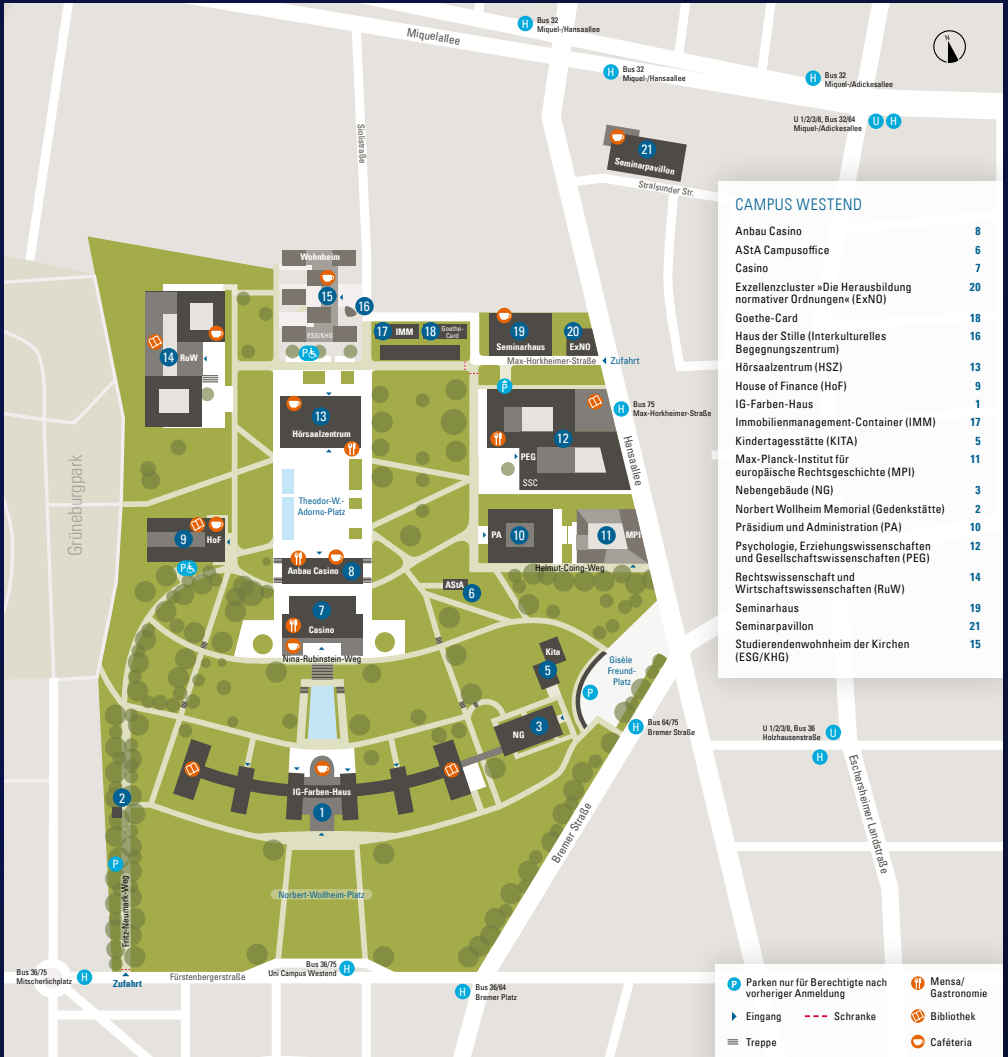 Bus 32
Miquel-/Hansaallee
Miquelallee
N
Bus 32
Miquel-/Hansaallee
Bus 32
Miquel-/Adickesallee
U 1/2/3/8, Bus 32/64
Miquel-/Adickesallee
H
H
H
U
H
Siolistraße
21
Seminarpavillon
Stralsunder Str.
CAMPUS WESTEND
Anbau Casino 8
AStA Campusoffice 6
Casino 7
Exzellenzcluster »Die Herausbildung 20
normativer Ordnungen« (ExNO)
Goethe-Card 18
Haus der Stille (Interkulturelles 16
Begegnungszentrum)
Hörsaalzentrum (HSZ) 13
House of Finance (HoF) 9
IG-Farben-Haus 1
Immobilienmanagement-Container (IMM) 17
Kindertagesstätte (KITA) 5
Max-Planck-Institut für 11
europäische Rechtsgeschichte (MPI)
Nebengebäude (NG) 3
Norbert Wollheim Memorial (Gedenkstätte) 2
Präsidium und Administration (PA) 10
Psychologie, Erziehungswissenschaften 12
und Gesellschaftswissenschaften (PEG)
Rechtswissenschaft und 14
Wirtschaftswissenschaften (RuW)
Seminarhaus 19
Seminarpavillon 21
Studierendenwohnheim der Kirchen 15
(ESG/KHG)
Wohnheim
15
16
ESG/KHG
P
14 RuW
17 IMM
18 Goethe-
Card
19
Seminarhaus
20
ExNO
Max-Horkheimer-Straße
Zufahrt
P
H
Bus 75
Max-Horkheimer-Straße
Hansaallee
13
Hörsaalzentrum
12
PEG
SSC
Grüneburgpark
Theodor-W.-
Adorno-Platz
9
HoF
P
PA
10
11
MPI
Helmut-Coing-Weg
Anbau Casino 8
AStA
6
7
Casino
Nina-Rubinstein-Weg
Kita
5
Gisèle
Freund-
Platz
P
3
NG
H
Bus 64/75
Bremer Straße
U 1/2/3/8, Bus 36
Holzhausenstraße
U
H
Eschersheimer Landstraße
IG-Farben-Haus
1
2
P
Fritz-Neumark-Weg
Bremer Straße
Norbert-Wollheim-Platz
Bus 36/75
Mitscherlichplatz
H
Zufahrt
Fürstenbergerstraße
Bus 36/75
Uni Campus Westend
H
H
Bus 36/64
Bremer Platz
P
Parken nur für Berechtigte nach
vorheriger Anmeldung
Eingang
Schranke
Treppe
Mensa/
Gastronomie
Bibliothek
Caféteria